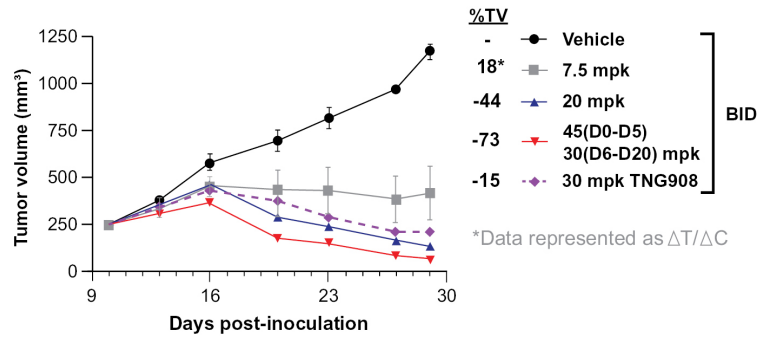 %TV
- Vehicle
18* 7.5 mpk
-44 20 mpk
-73 45(D0-D5)
30(D6-D20) mpk
-15 30 mpk TNG908
BID
*Data represented as △T/△C
Tumor volume (mm³)
1250
1000
750
500
250
0
9 16 23 30
Days post-inoculation